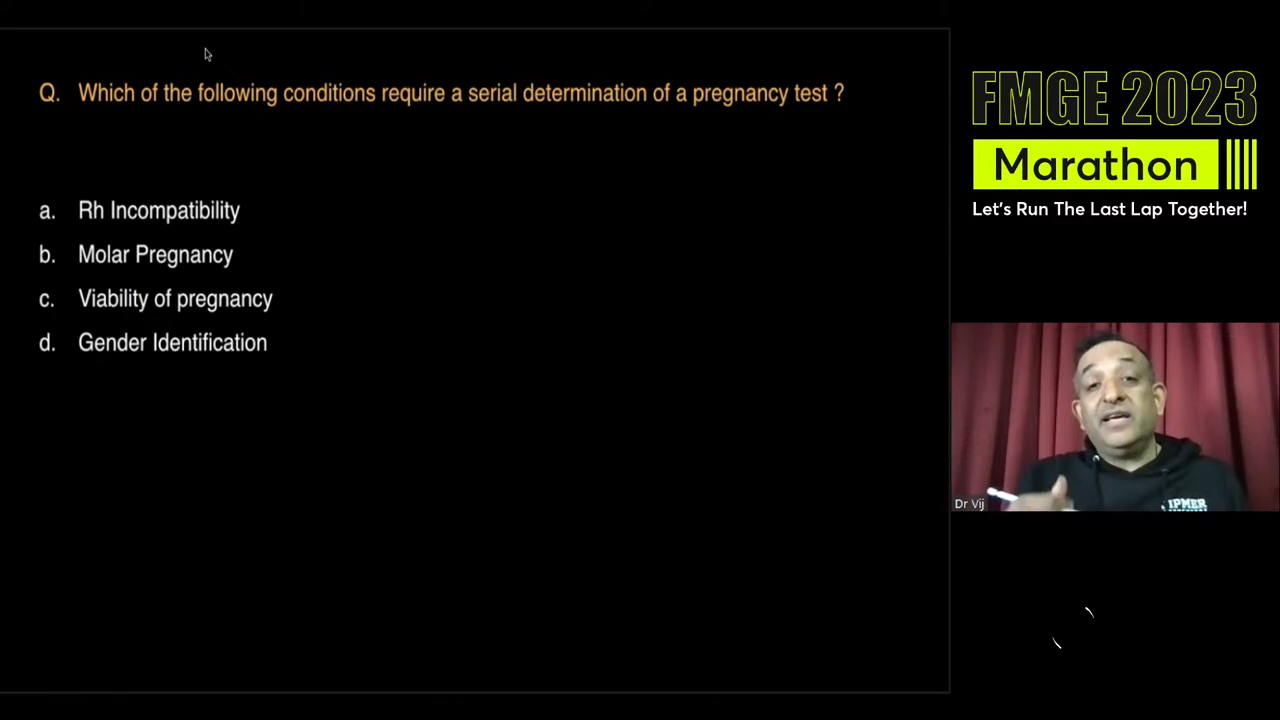 Q. Which of the following conditions require a serial determination of a pregnancy test ?
a. Rh Incompatibility
b. Molar Pregnancy
c. Viability of pregnancy
d. Gender Identification
FMGE 2023
Marathon
Let's Run The Last Lap Together!
Dr Vij
IPMER